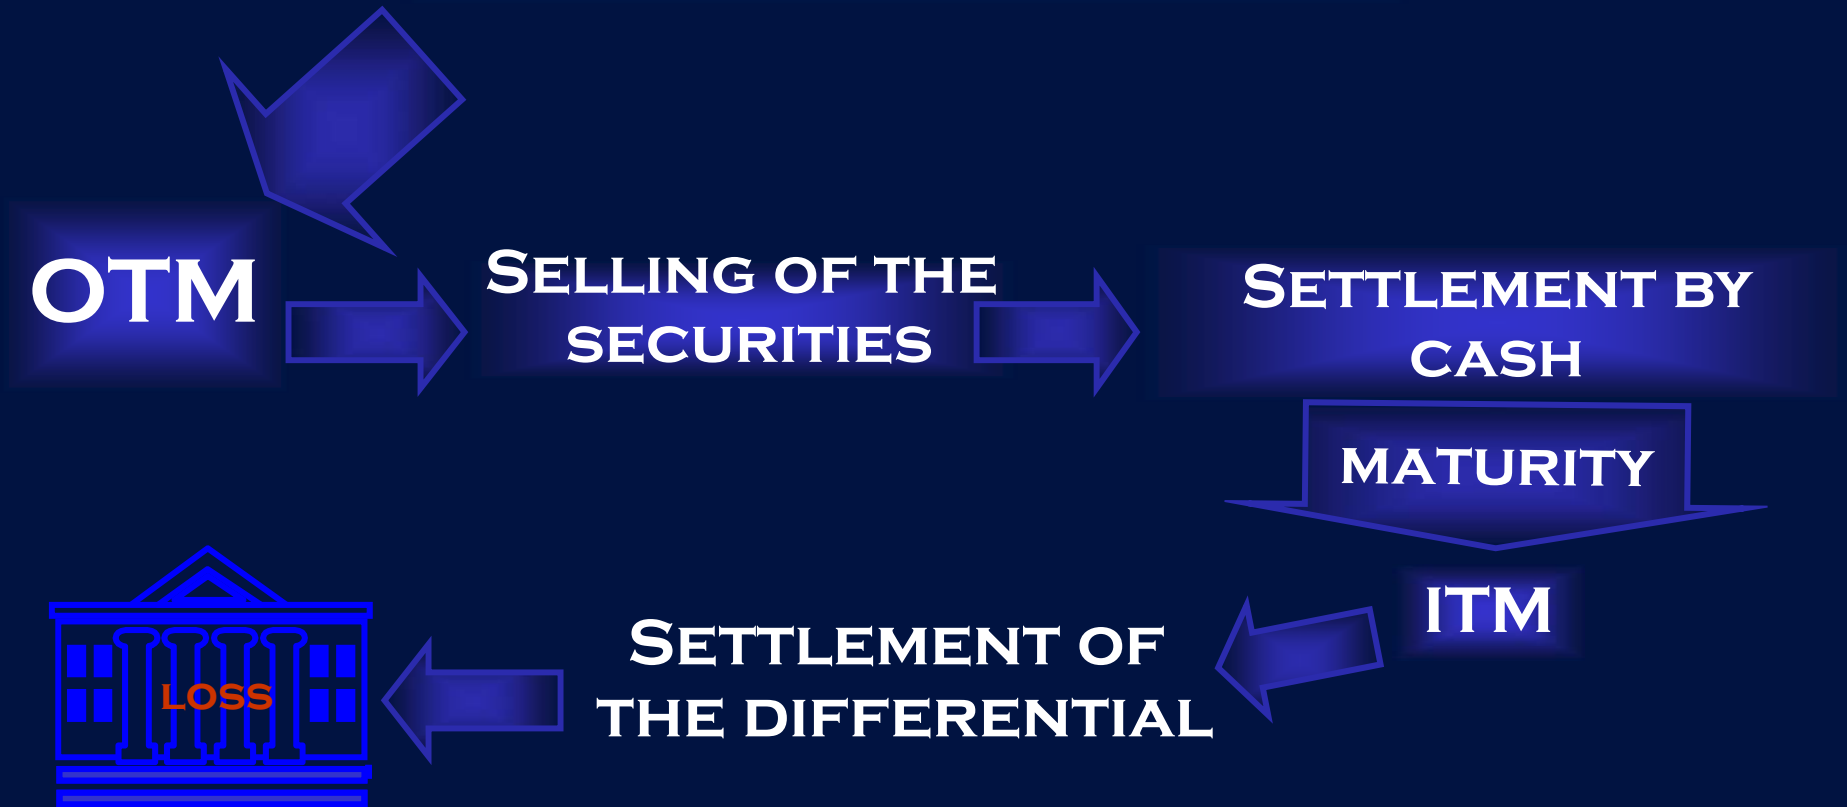 OTM
SELLING OF THE
SECURITIES
SETTLEMENT BY
CASH
MATURITY
ITM
SETTLEMENT OF
THE DIFFERENTIAL
LOSS